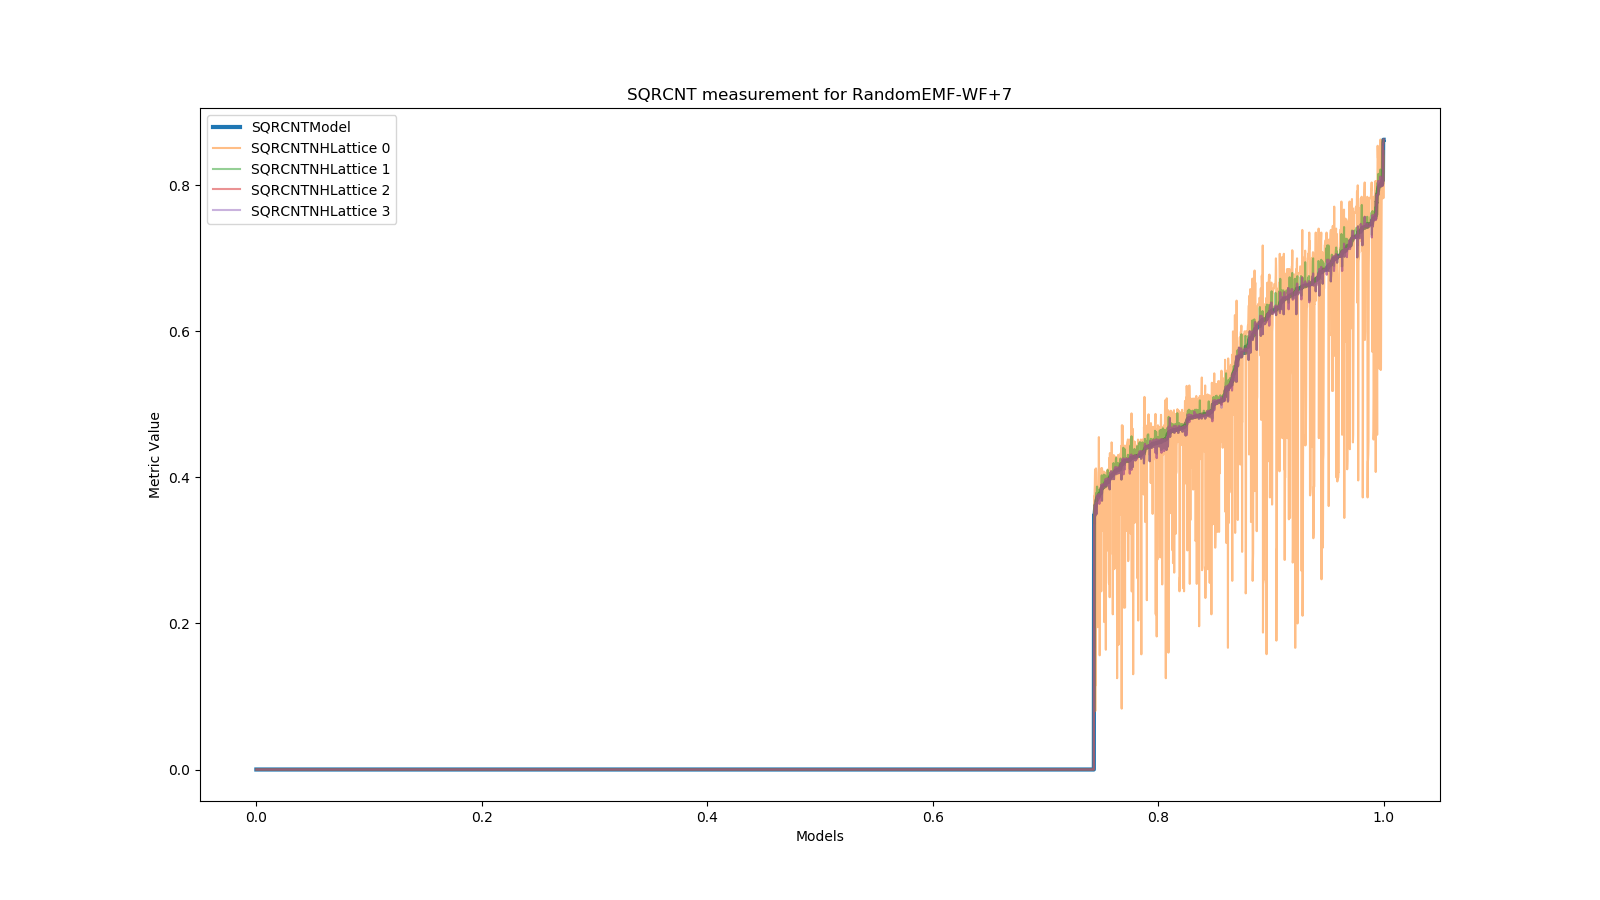 SQRCNT measurement for RandomEMF-WF+7
SQRCNTModel
SQRCNTNHLattice 0
SQRCNTNHLattice 1
SQRCNTNHLattice 2
SQRCNTNHLattice 3
0.8
0.6
0.4
0.2
0.0
Metric Value
0.0 0.2 0.4 0.6 0.8 1.0
Models